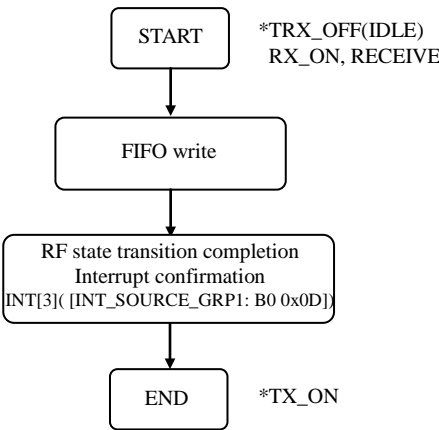 START
*TRX_OFF(IDLE)
RX_ON, RECEIVE
FIFO write
RF state transition completion
Interrupt confirmation
INT[3]( [INT_SOURCE_GRP1: B0 0x0D])
END
*TX_ON